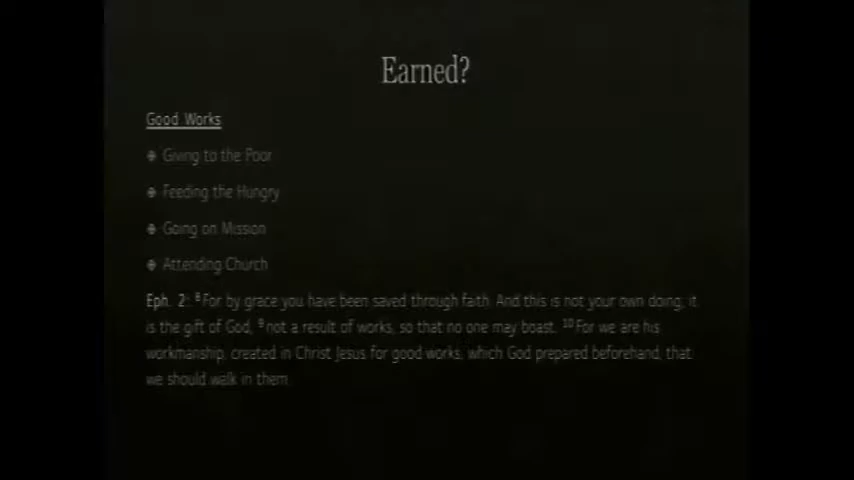 Earned?
Good Works
Giving to the Poor
Feeding the Hungry
Going on Mission
Attending Church
Eph. 2: 8For by grace you have been saved through faith. And this is not your own doing; it
is the gift of God, 9not a result of works, so that no one may boast. 10For we are his
workmanship, created in Christ Jesus for good works, which God prepared beforehand, that
we should walk in them.